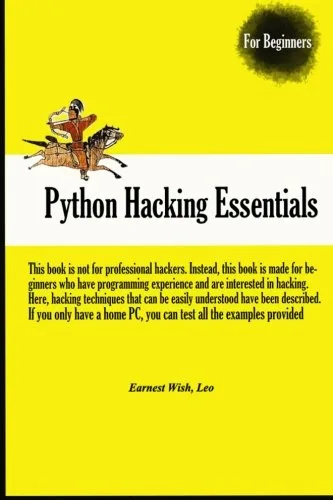 For Beginners
Python Hacking Essentials
This book is not for professional hackers. Instead, this book is made for be-
ginners who have programming experience and are interested in hacking.
Here, hacking techniques that can be easily understood have been described.
If you only have a home PC, you can test all the examples provided
Earnest Wish, Leo